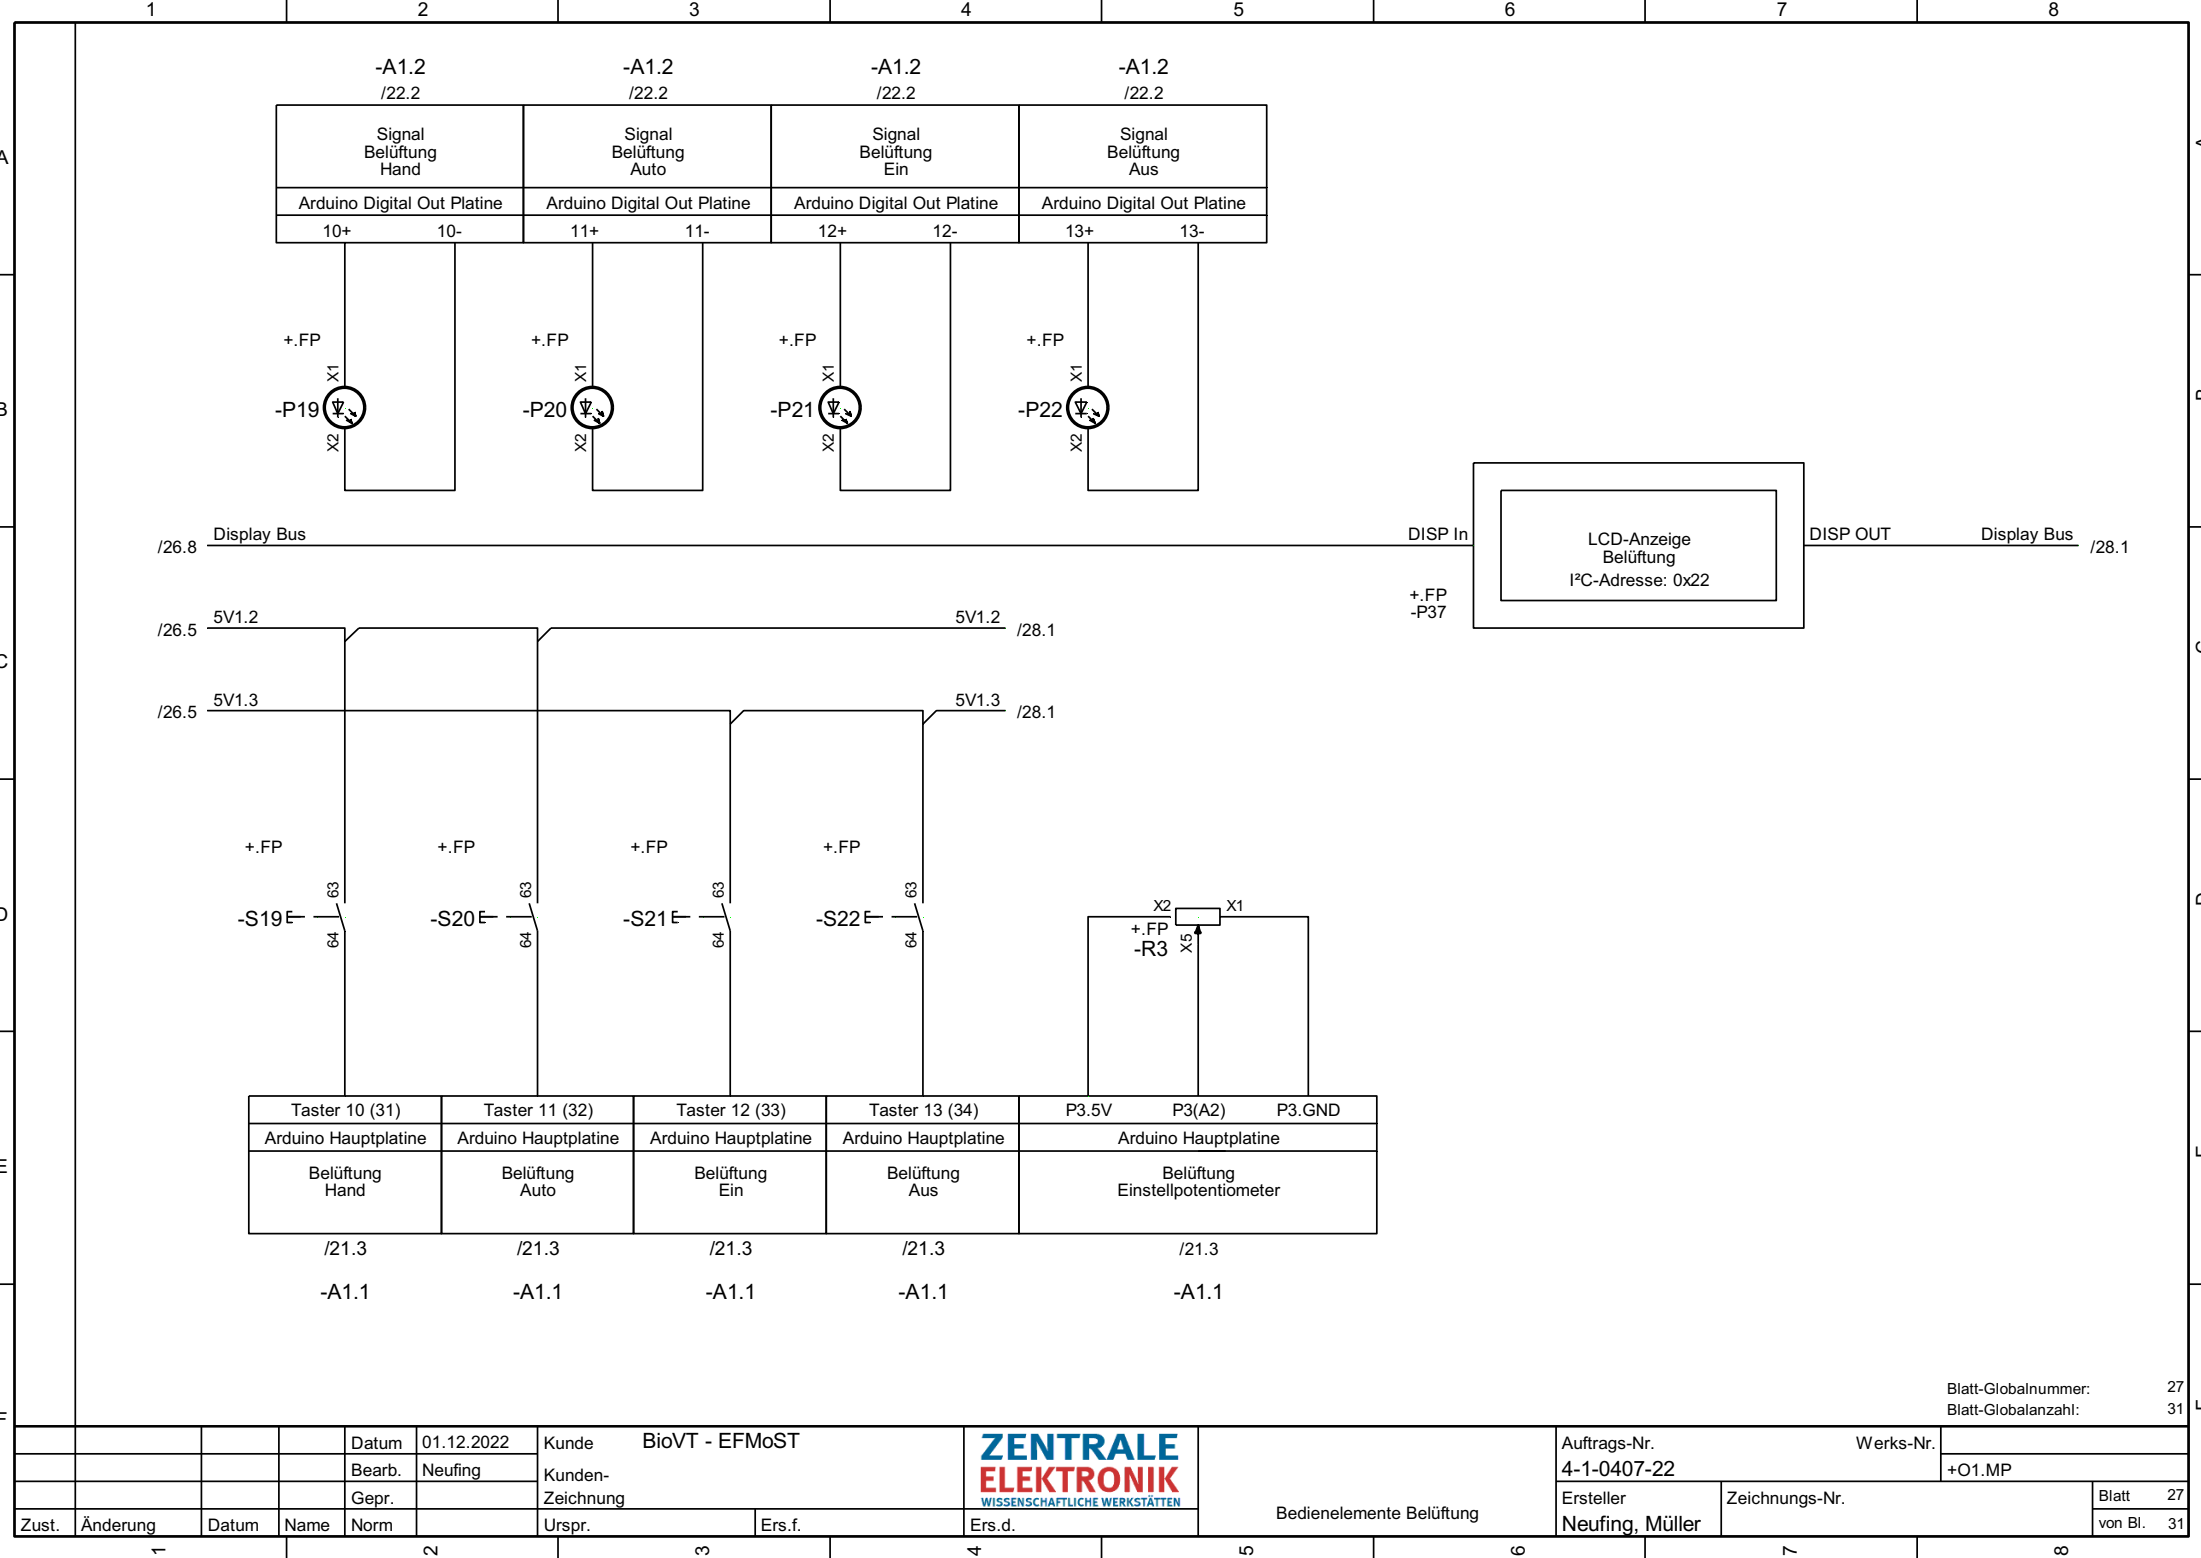 1 2 3 4 5 6 7 8
-A1.2 -A1.2 -A1.2 -A1.2
/22.2 /22.2 /22.2 /22.2
Signal Signal Signal Signal
Belüftung Belüftung Belüftung Belüftung
Hand Auto Ein Aus
Arduino Digital Out Platine Arduino Digital Out Platine Arduino Digital Out Platine Arduino Digital Out Platine
10+ 10- 11+ 11- 12+ 12- 13+ 13-
+.FP +.FP +.FP +.FP
X1 X1 X1 X1
-P19 -P20 -P21 -P22
X2 X2 X2 X2
/26.8 Display Bus DISP In
LCD-Anzeige
Belüftung
I²C-Adresse: 0x22
DISP OUT Display Bus /28.1
+.FP
-P37
/26.5 5V1.2 5V1.2 /28.1
/26.5 5V1.3 5V1.3 /28.1
+.FP +.FP +.FP +.FP
63 63 63 63
-S19 -S20 -S21 -S22
64 64 64 64
X2 X1
+.FP
-R3 X5
Taster 10 (31) Taster 11 (32) Taster 12 (33) Taster 13 (34) P3.5V P3(A2) P3.GND
Arduino Hauptplatine Arduino Hauptplatine Arduino Hauptplatine Arduino Hauptplatine Arduino Hauptplatine
Belüftung Belüftung Belüftung Belüftung Belüftung
Hand Auto Ein Aus Einstellpotentiometer
/21.3 /21.3 /21.3 /21.3 /21.3
-A1.1 -A1.1 -A1.1 -A1.1 -A1.1
Blatt-Globalnummer: 27
Blatt-Globalanzahl: 31
Datum 01.12.2022 Kunde BioVT - EFMoST
Bearb. Neufing Kunden-
Gepr. Zeichnung
Zust. Änderung Datum Name Norm Urspr. Ers.f. Ers.d.
ZENTRALE
ELEKTRONIK
WISSENSCHAFTLICHE WERKSTÄTTEN
Bedienelemente Belüftung
Auftrags-Nr. Werks-Nr.
4-1-0407-22 +O1.MP
Ersteller Zeichnungs-Nr. Blatt 27
Neufing, Müller von Bl. 31
1 2 3 4 5 6 7 8